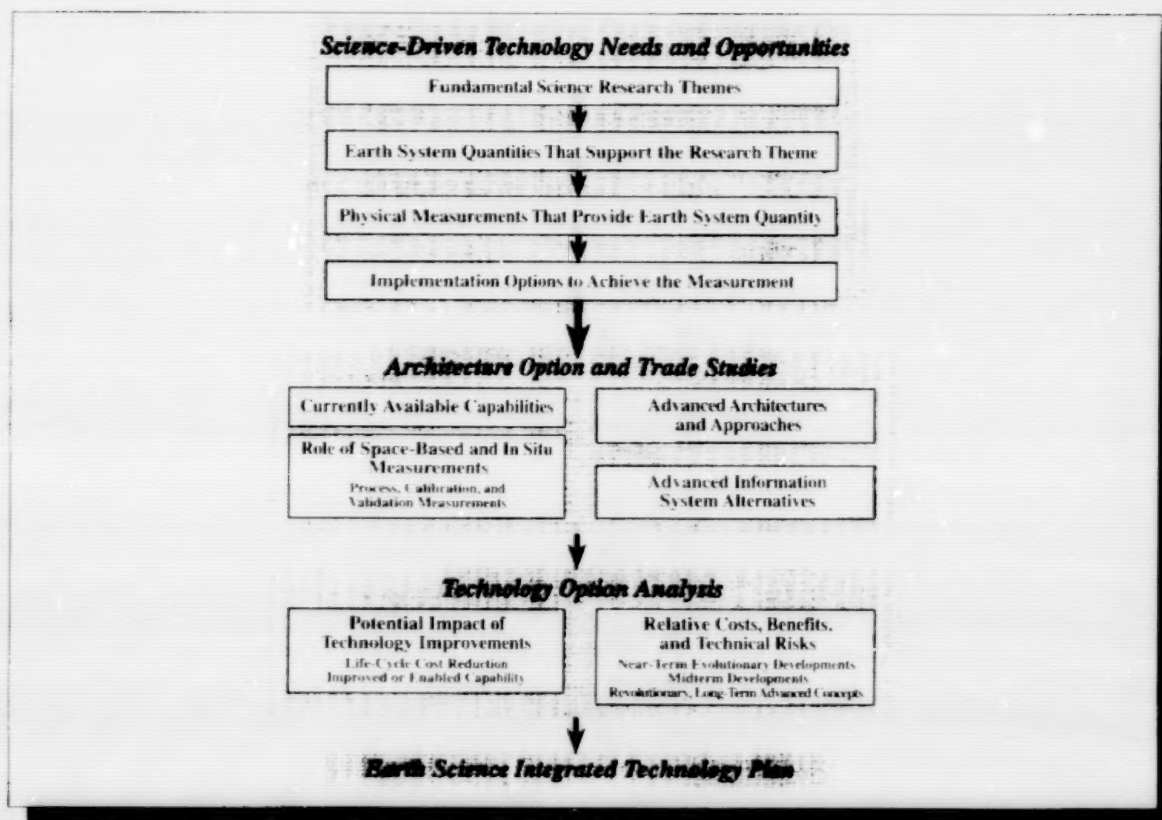 Science-Driven Technology Needs and Opportunities
Fundamental Science Research Themes
Earth System Quantities That Support the Research Theme
Physical Measurements That Provide Earth System Quantity
Implementation Options to Achieve the Measurement
Architecture Option and Trade Studies
Currently Available Capabilities
Role of Space-Based and In Situ
Measurements
Process, Calibration, and
Validation Measurements
Advanced Architectures
and Approaches
Advanced Information
System Alternatives
Technology Option Analysis
Potential Impact of
Technology Improvements
Life-Cycle Cost Reduction
Improved or Enabled Capability
Relative Costs, Benefits,
and Technical Risks
Near-Term Evolutionary Developments
Midterm Developments
Revolutionary, Long-Term Advanced Concepts
Earth Science Integrated Technology Plan